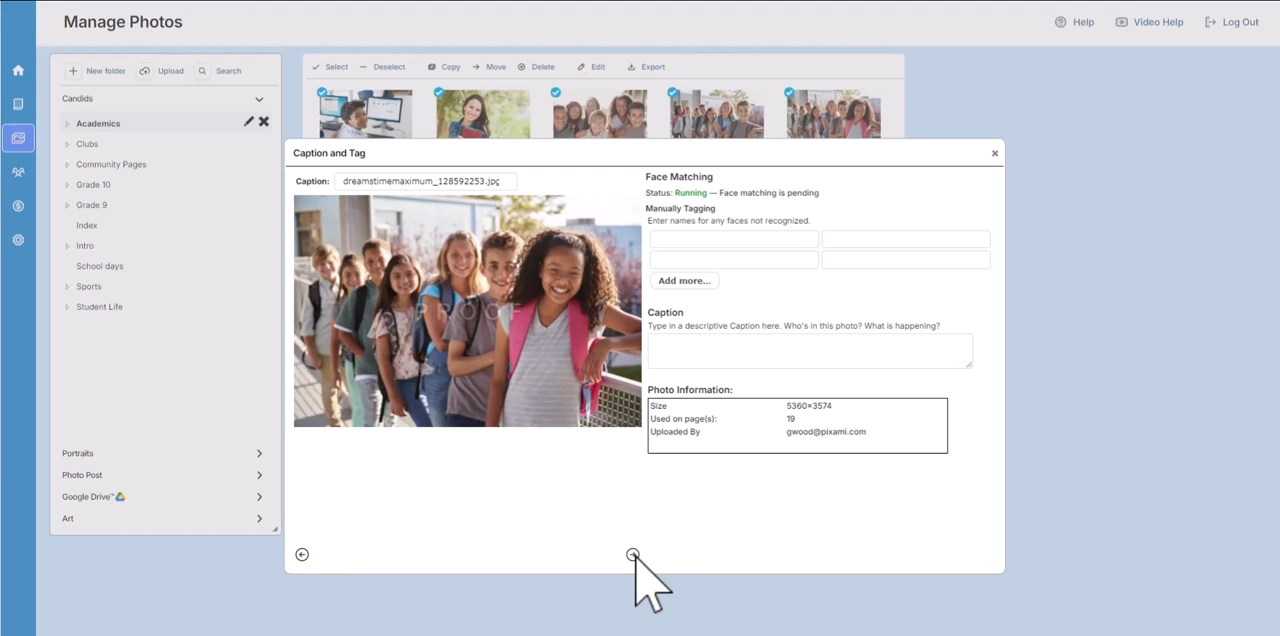 Manage Photos
Help
Video Help
Log Out
New folder
Upload
Search
Candids
Academics
Clubs
Community Pages
Grade 10
Grade 9
Index
Intro
School days
Sports
Student Life
Portraits
Photo Post
Google Drive™
Art
Select
Deselect
Copy
Move
Delete
Edit
Export
Caption and Tag
Caption: dreamstimemaximum_128592253.jpg
PROOF
Face Matching
Status: Running — Face matching is pending
Manually Tagging
Enter names for any faces not recognized.
Add more...
Caption
Type in a descriptive Caption here. Who's in this photo? What is happening?
Photo Information:
Size 5360×3574
Used on page(s): 19
Uploaded By gwood@pixami.com